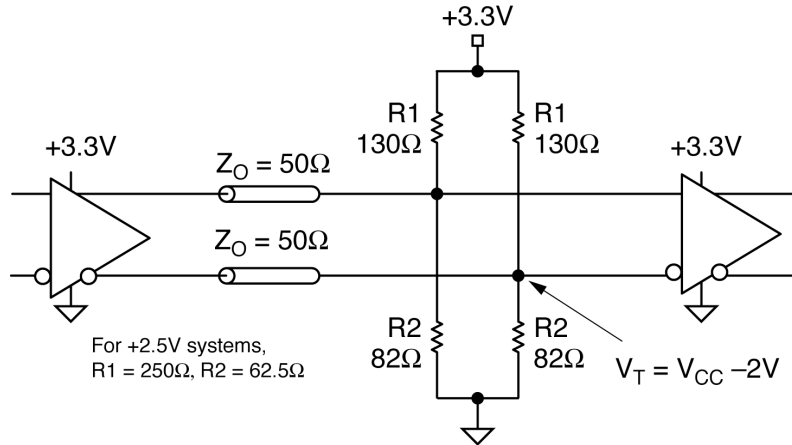 +3.3V
R1
130Ω
R1
130Ω
+3.3V
ZO = 50Ω
+3.3V
ZO = 50Ω
R2
82Ω
R2
82Ω
For +2.5V systems,
R1 = 250Ω, R2 = 62.5Ω
VT = VCC –2V